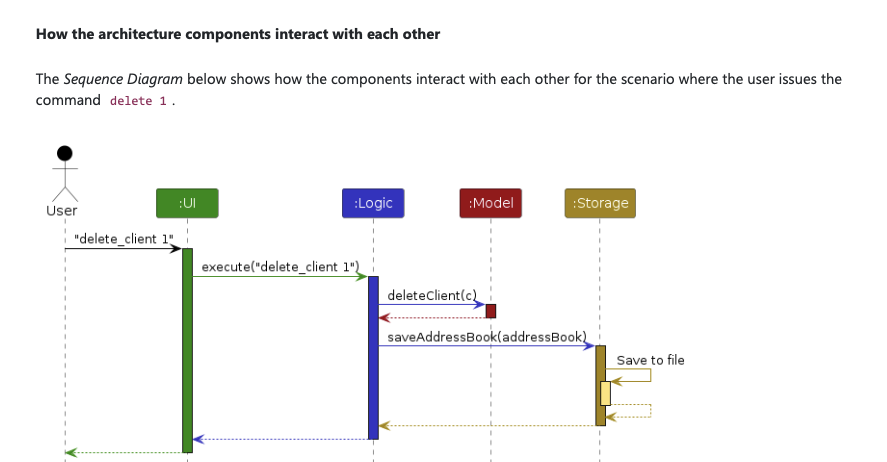 How the architecture components interact with each other
The Sequence Diagram below shows how the components interact with each other for the scenario where the user issues the
command delete 1 .
User
:UI
:Logic
:Model
:Storage
"delete_client 1"
execute("delete_client 1")
deleteClient(c)
saveAddressBook(addressBook)
Save to file